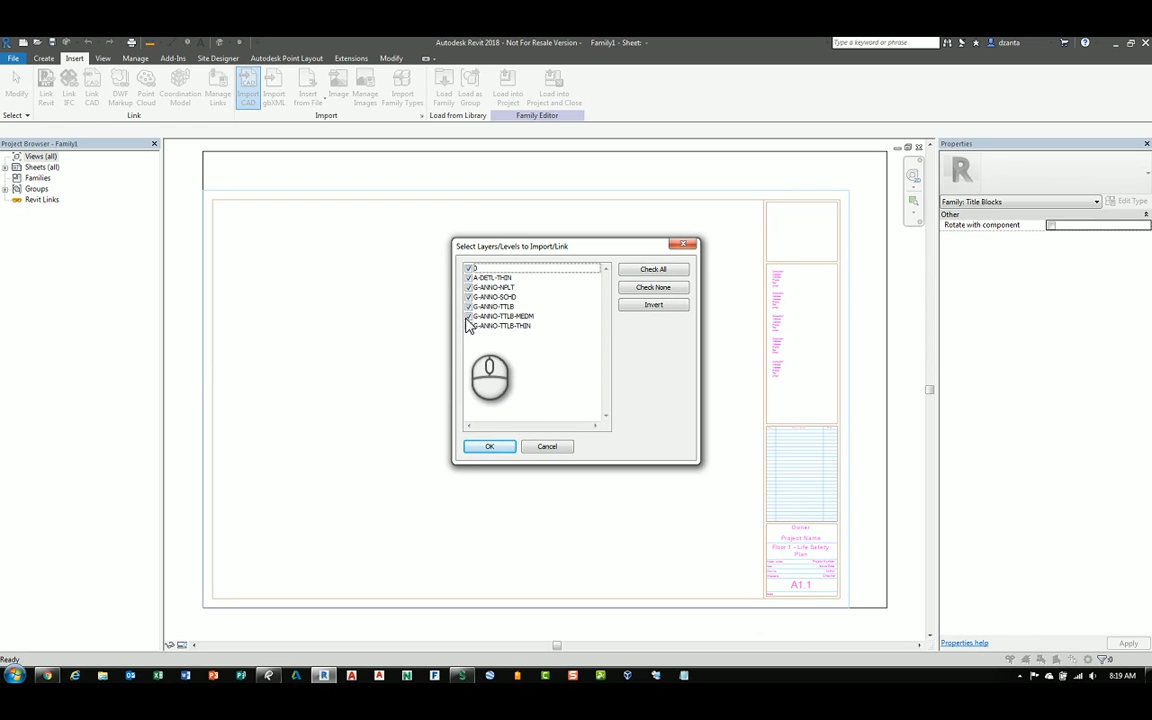 Autodesk Revit 2018 - Not For Resale Version - Family1 - Sheet: -
Type a keyword or phrase
dzanta
File Create Insert View Manage Add-Ins Site Designer Autodesk Point Layout Extensions Modify
Modify
Link Revit
Link IFC
Link CAD
DWF Markup
Point Cloud
Coordination Model
Manage Links
Import CAD
Import gbXML
Insert from File
Image
Manage Images
Import Family Types
Load Family
Load as Group
Load into Project
Load into Project and Close
Select Link Import Load from Library Family Editor
Project Browser - Family1
Views (all)
Sheets (all)
Families
Groups
Revit Links
Select Layers/Levels to Import/Link
0
A-DETL-THIN
G-ANNO-NPLT
G-ANNO-SCHD
G-ANNO-TTLB
G-ANNO-TTLB-MEDM
G-ANNO-TTLB-THIN
Check All
Check None
Invert
OK Cancel
Owner
Project Name
Floor 1 - Life Safety
Plan
A1.1
Properties
Family: Title Blocks
Edit Type
Other
Rotate with component
Properties help
Apply
Ready
:0
8:19 AM